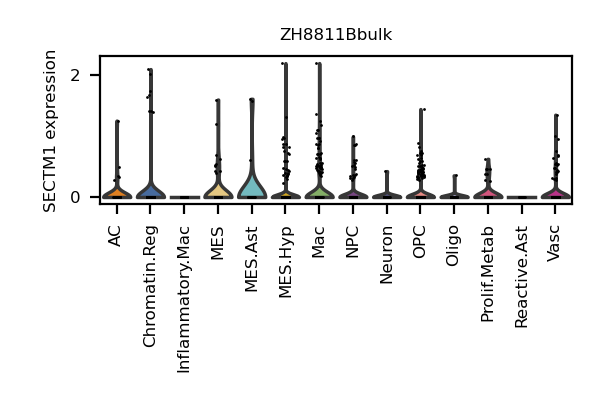 ZH8811Bbulk
SECTM1 expression
2
0
AC
Chromatin.Reg
Inflammatory.Mac
MES
MES.Ast
MES.Hyp
Mac
NPC
Neuron
OPC
Oligo
Prolif.Metab
Reactive.Ast
Vasc